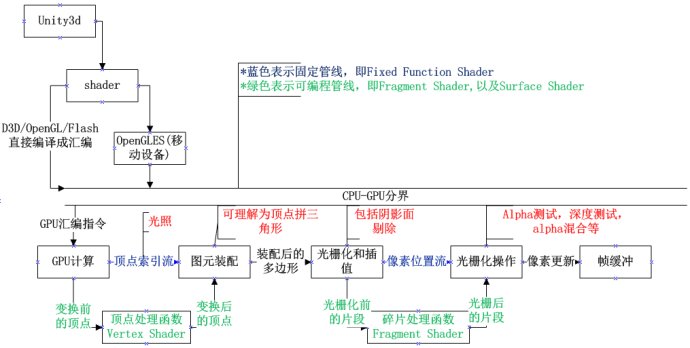 Unity3d
shader
*蓝色表示固定管线，即Fixed Function Shader
*绿色表示可编程管线，即Fragment Shader,以及Surface Shader
D3D/OpenGL/Flash
直接编译成汇编
OpenGLES(移
动设备)
CPU-GPU分界
GPU汇编指令
光照
可理解为顶点拼三
角形
包括阴影面
剔除
Alpha测试，深度测试，
alpha混合等
GPU计算
顶点索引流
图元装配
装配后的
多边形
光栅化和插
值
像素位置流
光栅化操作
像素更新
帧缓冲
变换前
的顶点
顶点处理函数
Vertex Shader
变换后
的顶点
光栅化前
的片段
碎片处理函数
Fragment Shader
光栅后
的片段